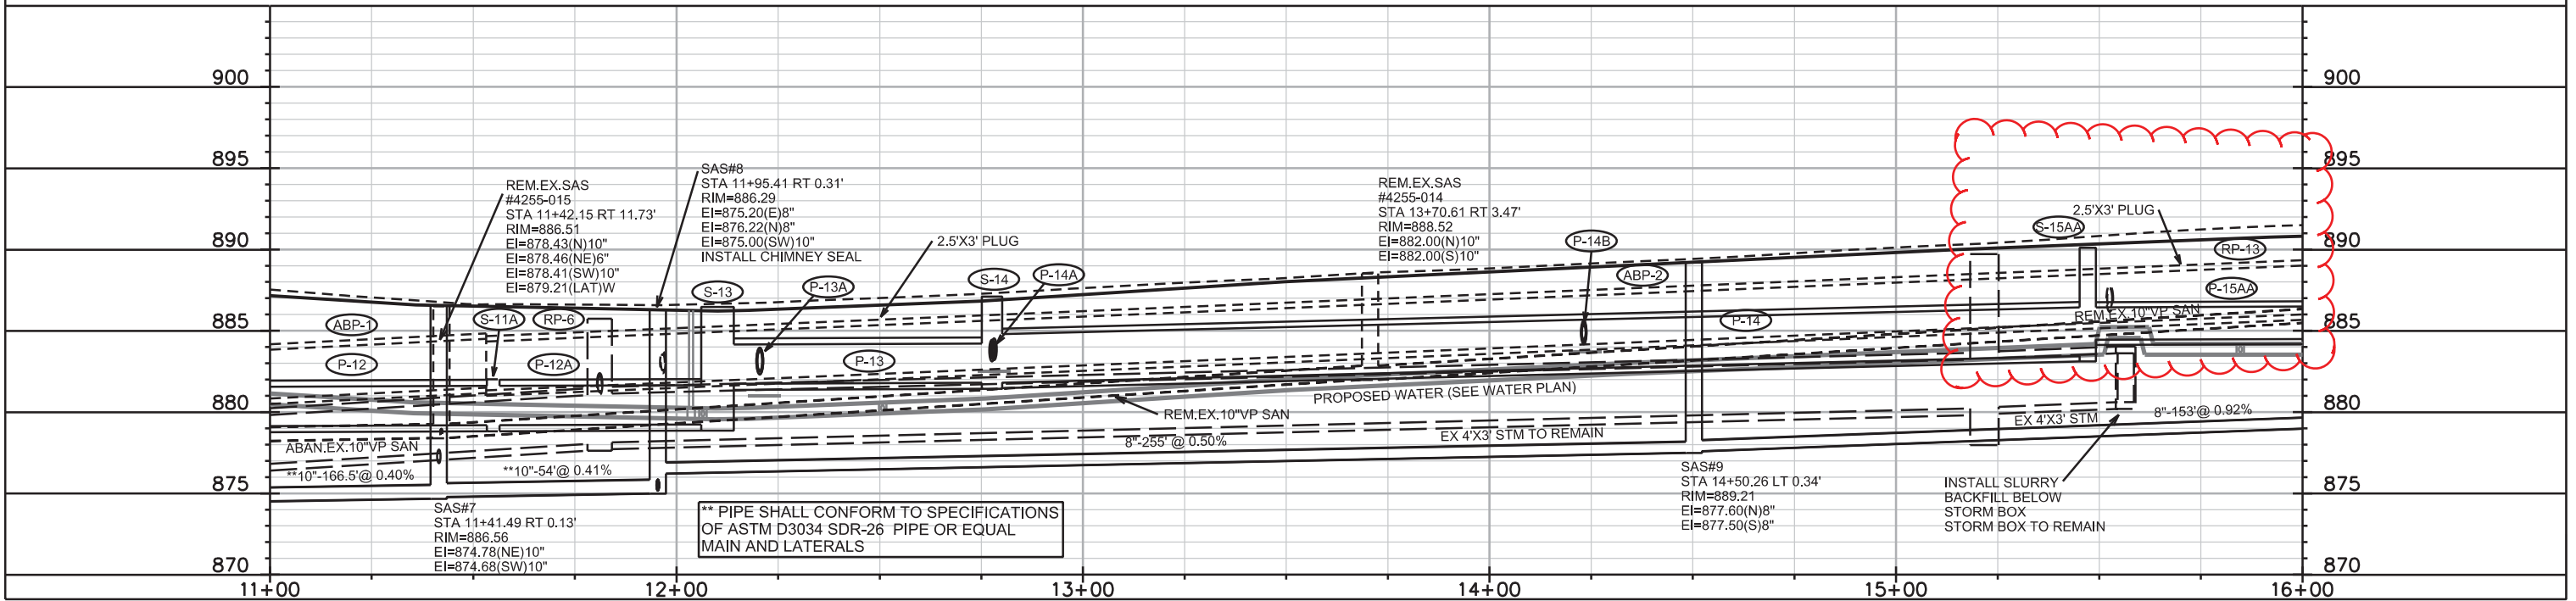 900
895
890
885
880
875
870
900
895
890
885
880
875
870
REM.EX.SAS
#4255-015
STA 11+42.15 RT 11.73'
RIM=886.51
EI=878.43(N)10"
EI=878.46(NE)6"
EI=878.41(SW)10"
EI=879.21(LAT)W
SAS#8
STA 11+95.41 RT 0.31'
RIM=886.29
EI=875.20(E)8"
EI=876.22(N)8"
EI=875.00(SW)10"
INSTALL CHIMNEY SEAL
2.5'X3' PLUG
REM.EX.SAS
#4255-014
STA 13+70.61 RT 3.47'
RIM=888.52
EI=882.00(N)10"
EI=882.00(S)10"
P-14B
ABP-2
S-15AA
2.5'X3' PLUG
RP-13
P-15AA
REM.EX.10"VP SAN
ABP-1
S-11A
RP-6
S-13
P-13A
S-14
P-14A
P-14
P-12
P-12A
P-13
PROPOSED WATER (SEE WATER PLAN)
REM.EX.10"VP SAN
ABAN.EX.10"VP SAN
**10"-166.5'@ 0.40%
**10"-54'@ 0.41%
8"-255' @ 0.50%
EX 4'X3' STM TO REMAIN
EX 4'X3' STM
8"-153'@ 0.92%
SAS#7
STA 11+41.49 RT 0.13'
RIM=886.56
EI=874.78(NE)10"
EI=874.68(SW)10"
** PIPE SHALL CONFORM TO SPECIFICATIONS
OF ASTM D3034 SDR-26 PIPE OR EQUAL
MAIN AND LATERALS
SAS#9
STA 14+50.26 LT 0.34'
RIM=889.21
EI=877.60(N)8"
EI=877.50(S)8"
INSTALL SLURRY
BACKFILL BELOW
STORM BOX
STORM BOX TO REMAIN
11+00
12+00
13+00
14+00
15+00
16+00